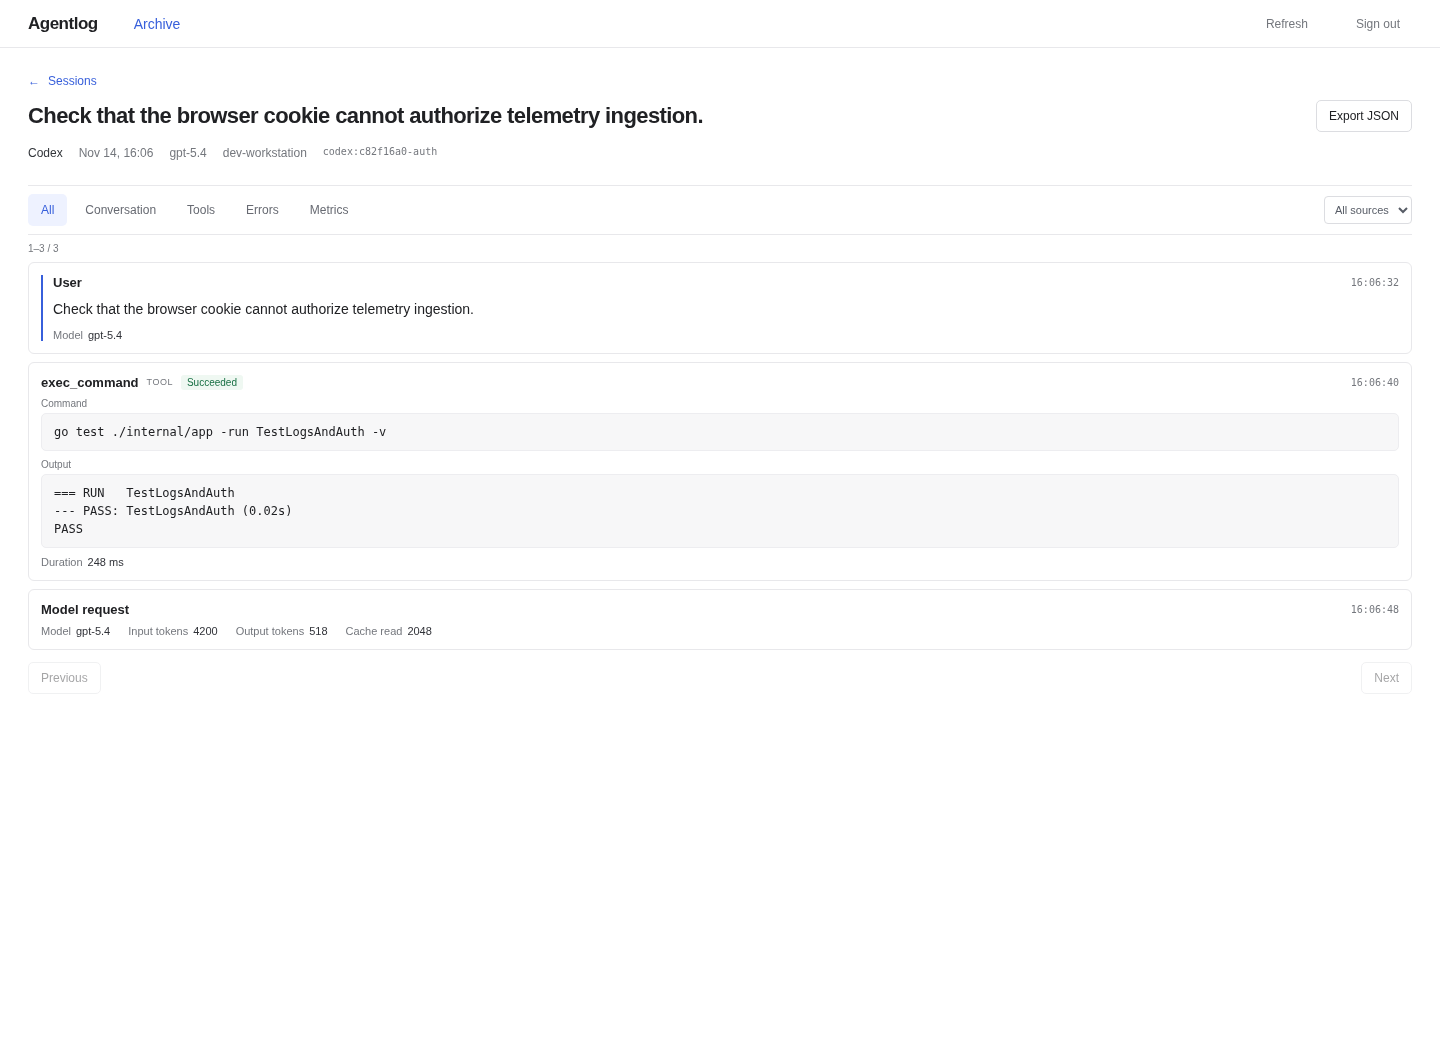 Agentlog Archive Refresh Sign out
← Sessions
Check that the browser cookie cannot authorize telemetry ingestion. Export JSON
Codex Nov 14, 16:06 gpt-5.4 dev-workstation codex:c82f16a0-auth
All Conversation Tools Errors Metrics All sources
1–3 / 3
User 16:06:32
Check that the browser cookie cannot authorize telemetry ingestion.
Model gpt-5.4
exec_command TOOL Succeeded 16:06:40
Command
go test ./internal/app -run TestLogsAndAuth -v
Output
=== RUN   TestLogsAndAuth
--- PASS: TestLogsAndAuth (0.02s)
PASS
Duration 248 ms
Model request 16:06:48
Model gpt-5.4 Input tokens 4200 Output tokens 518 Cache read 2048
Previous Next